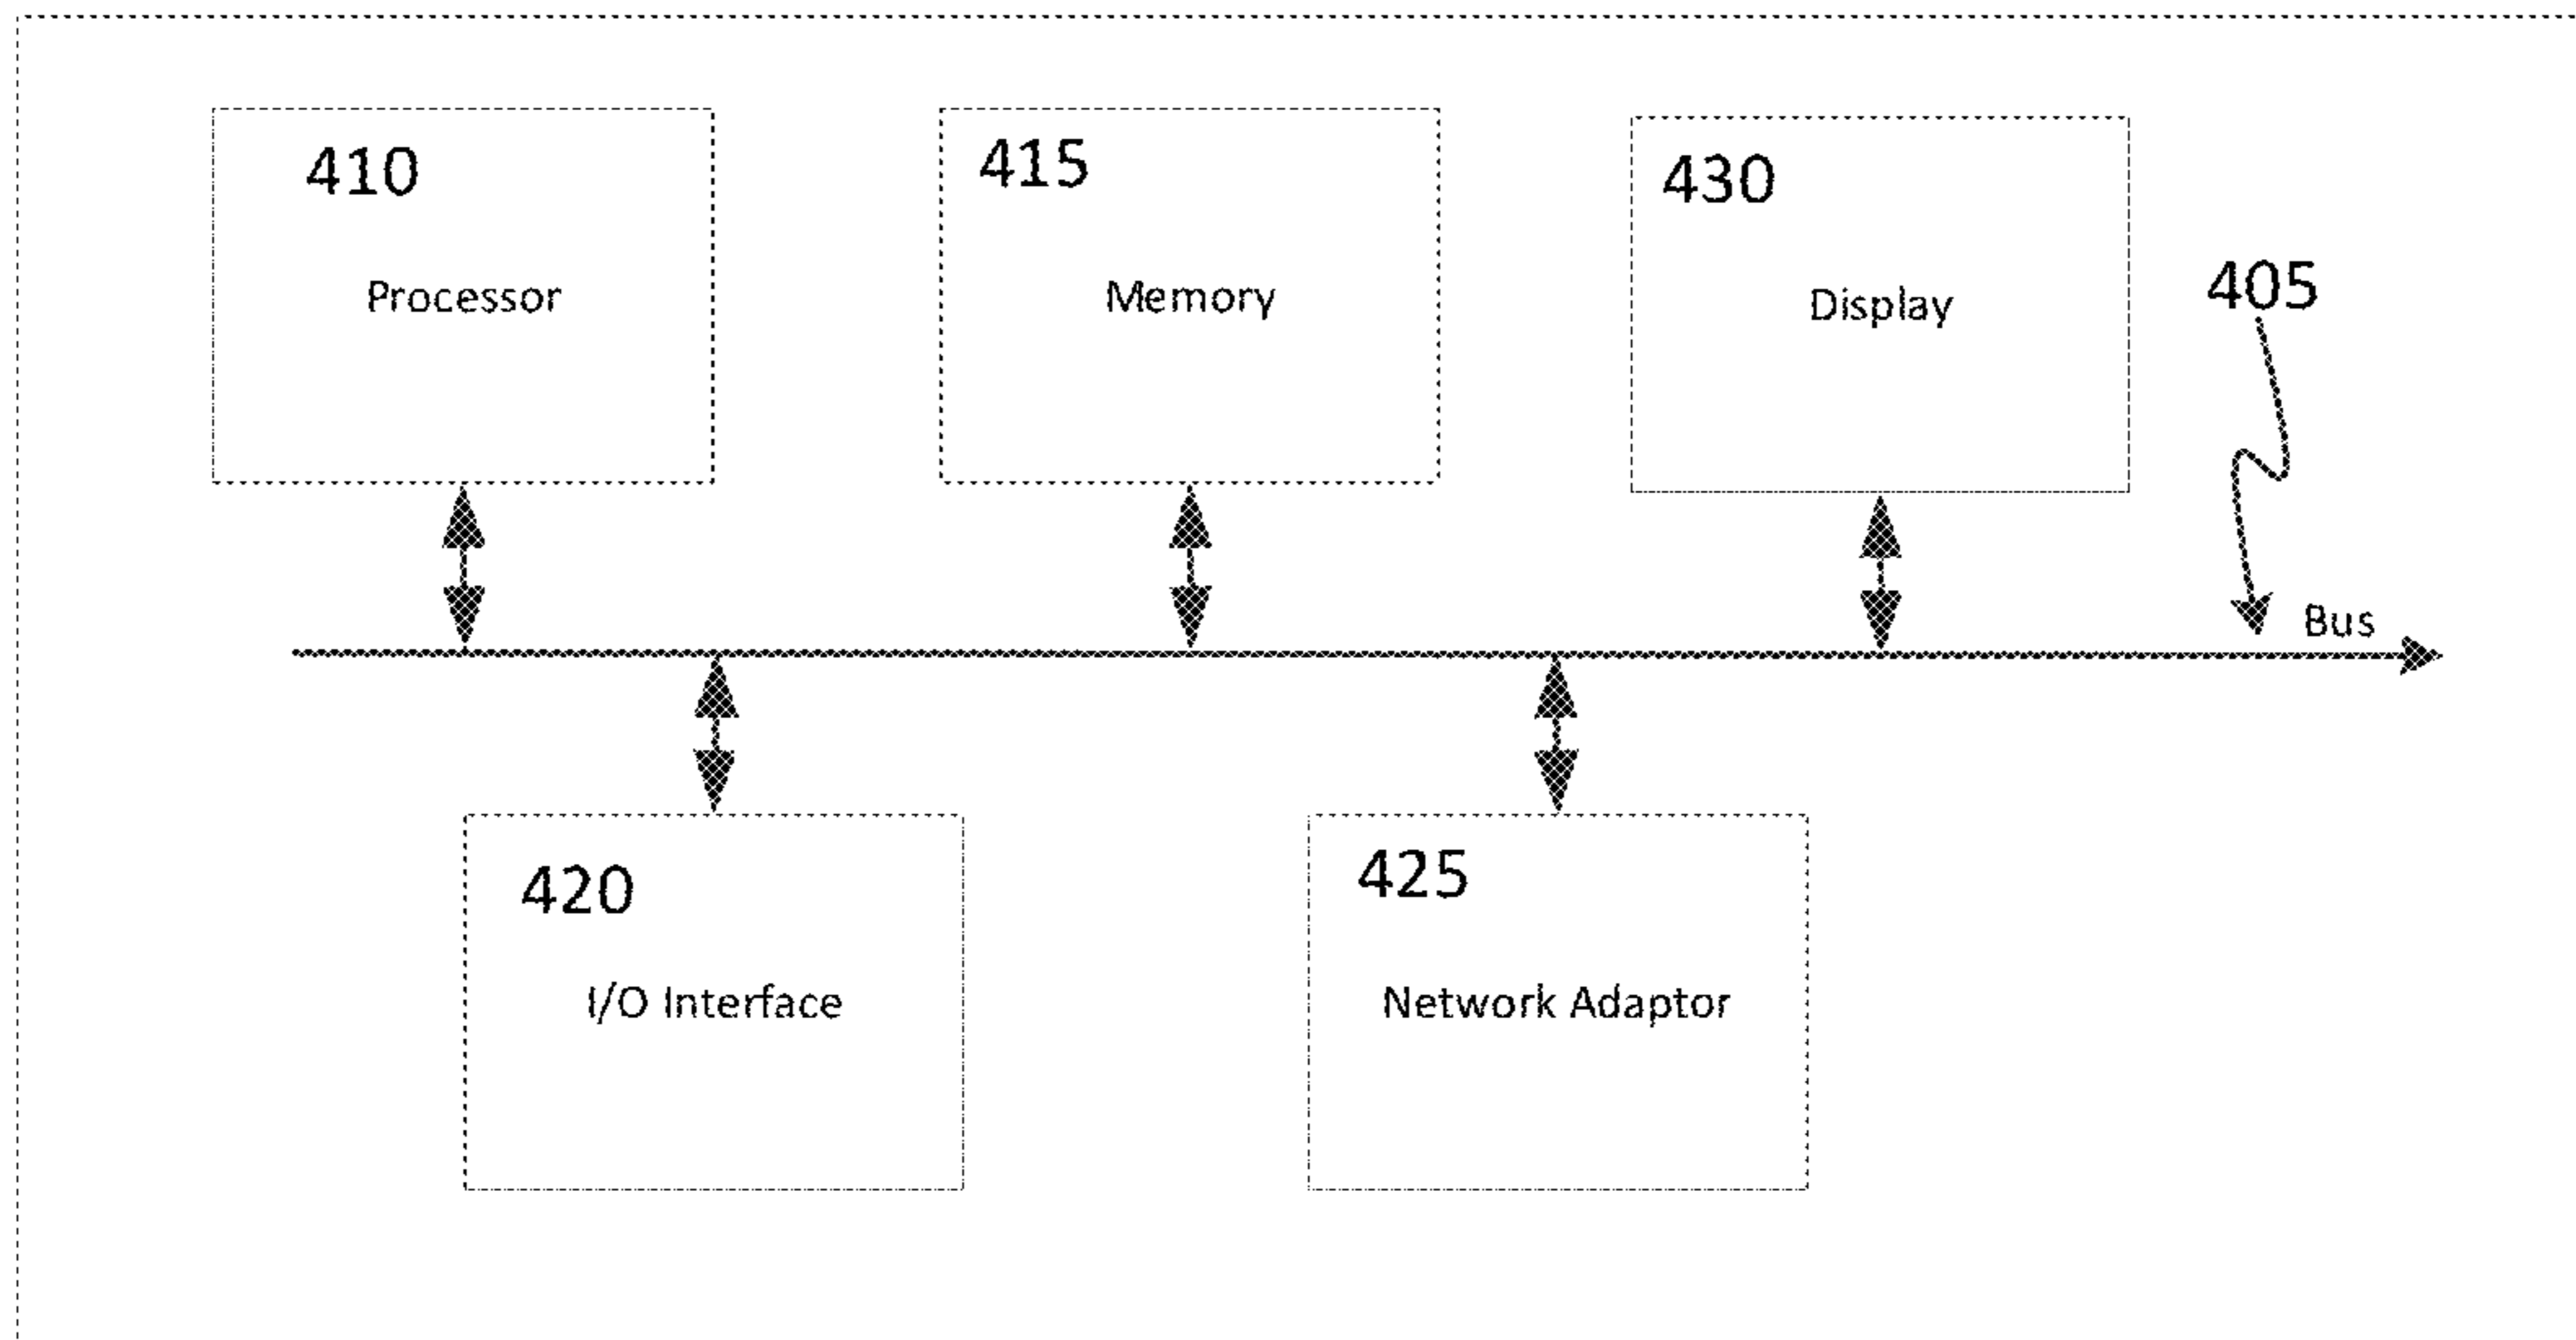 410
Processor
415
Memory
430
Display
405
Bus
420
I/O Interface
425
Network Adaptor